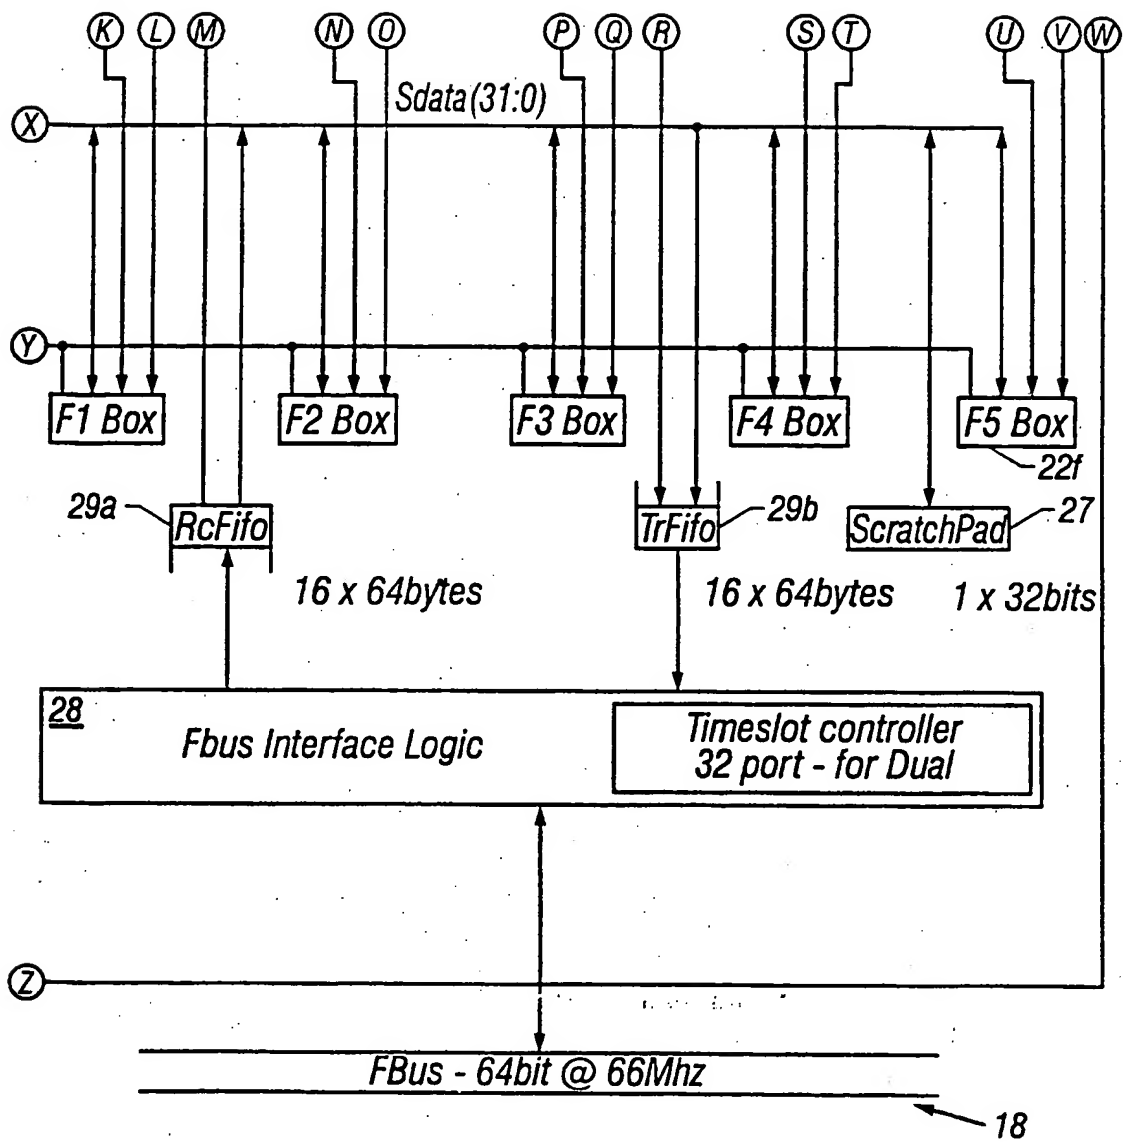 K L M N O P Q R S T U V W
Sdata(31:0)
X
Y
F1 Box F2 Box F3 Box F4 Box F5 Box
22f
29a RcFifo TrFifo 29b ScratchPad 27
16 x 64bytes 16 x 64bytes 1 x 32bits
28
Fbus Interface Logic
Timeslot controller
32 port - for Dual
Z
FBus - 64bit @ 66Mhz
18